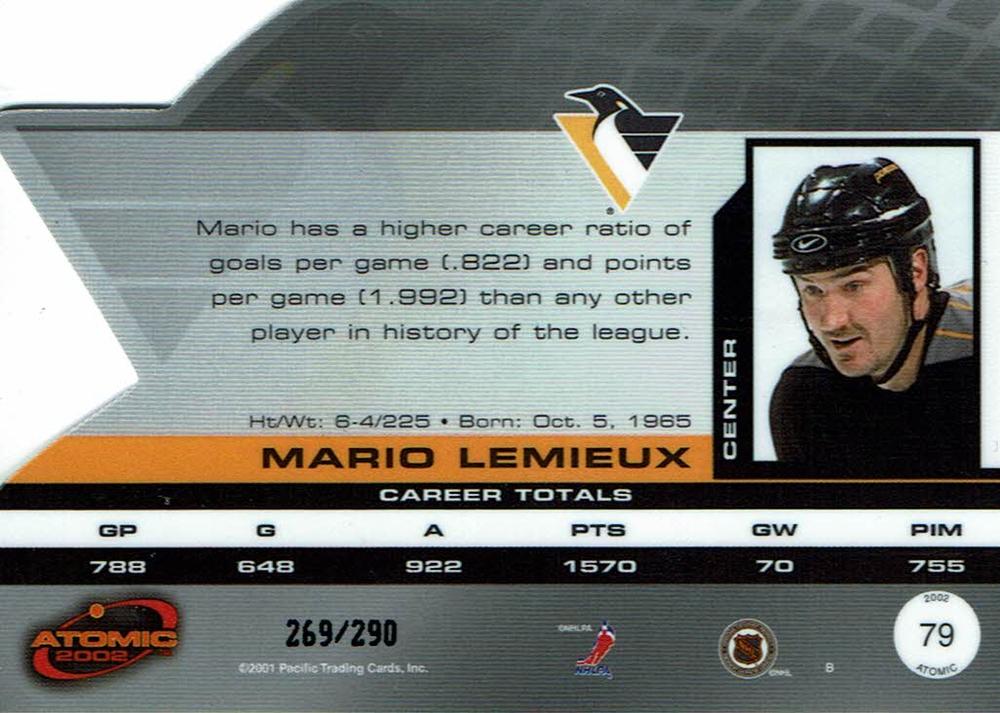 Mario has a higher career ratio of
goals per game (.822) and points
per game (1.992) than any other
player in history of the league.
CENTER
Ht/Wt: 6-4/225 • Born: Oct. 5, 1965
MARIO LEMIEUX
CAREER TOTALS
GP G A PTS GW PIM
788 648 922 1570 70 755
ATOMIC
2002
269/290
©2001 Pacific Trading Cards, Inc.
©NHLPA
NHLPA
NHL
©NHL
B
2002
79
ATOMIC